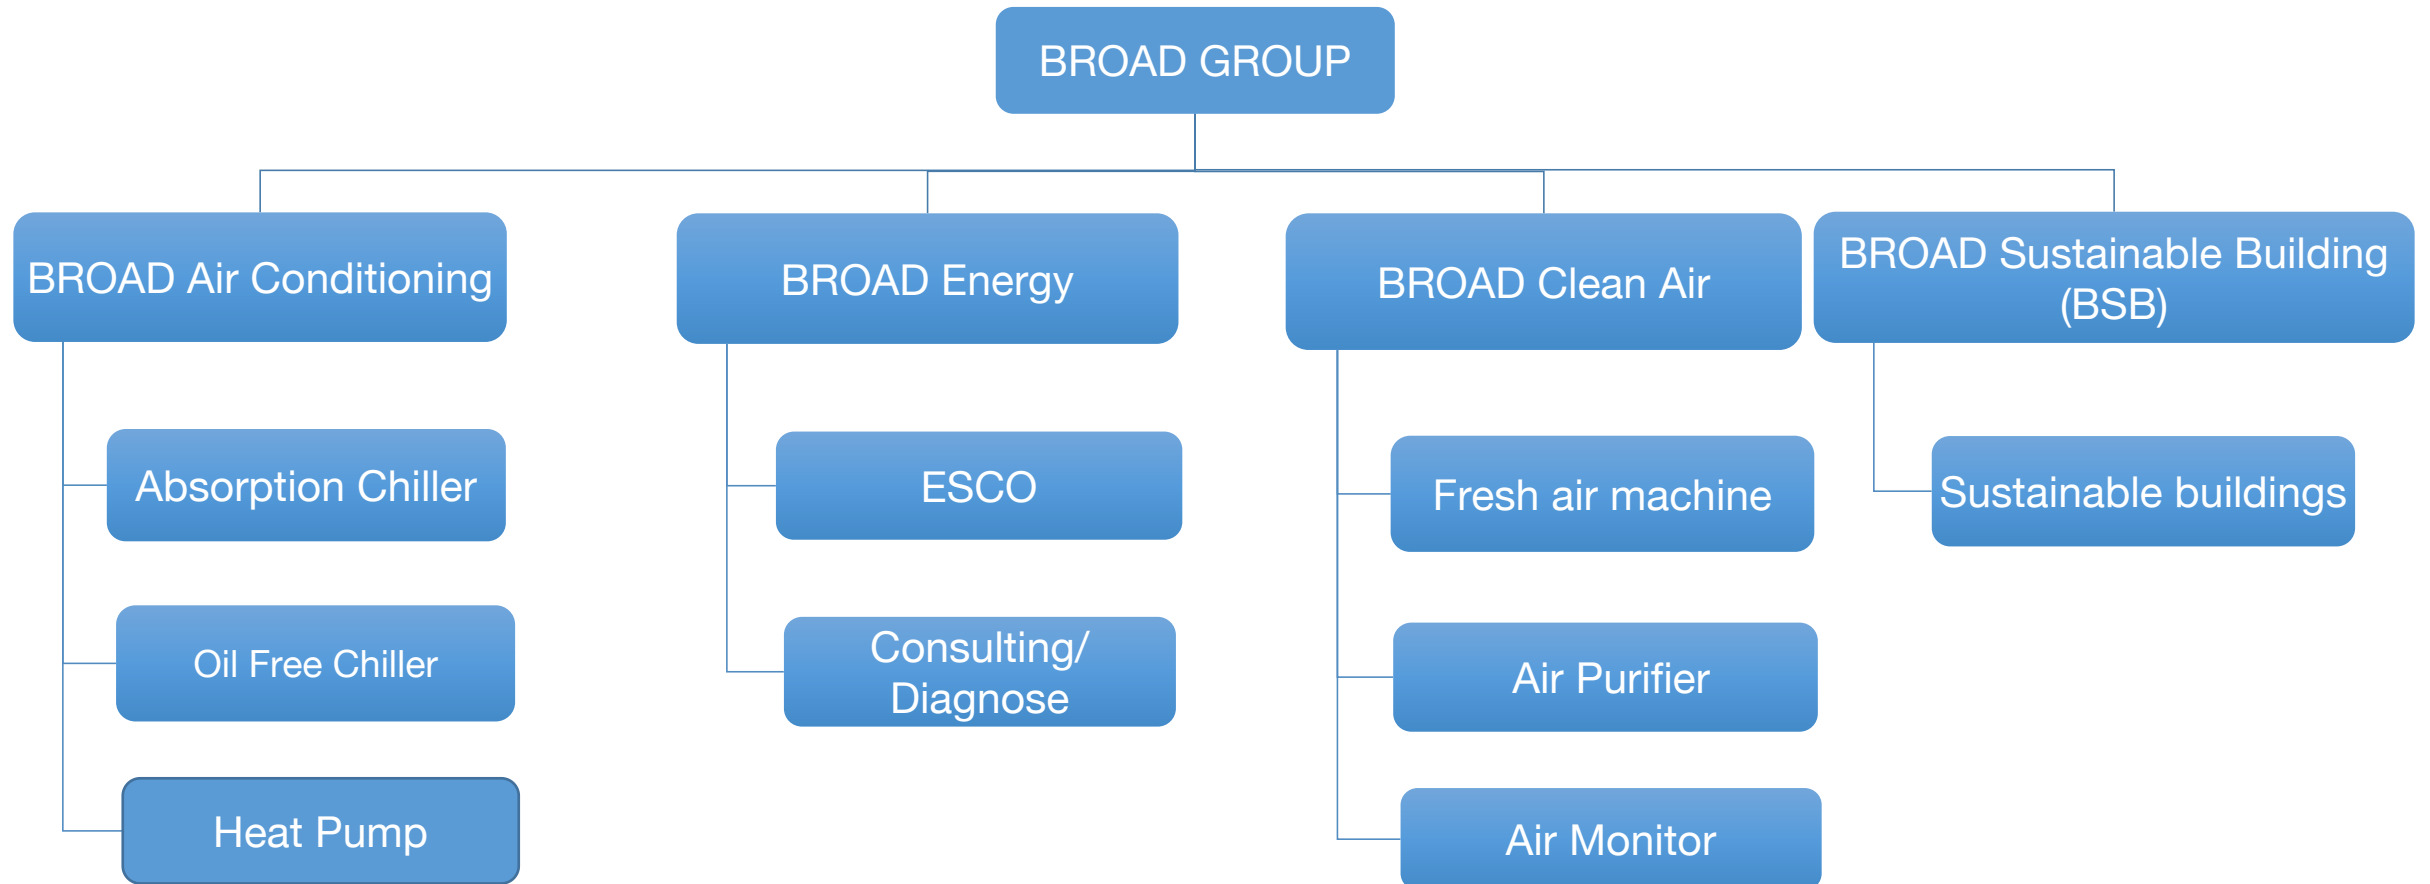 BROAD GROUP
BROAD Air Conditioning
BROAD Energy
BROAD Clean Air
BROAD Sustainable Building
(BSB)
Absorption Chiller
ESCO
Fresh air machine
Sustainable buildings
Oil Free Chiller
Consulting/
Diagnose
Air Purifier
Heat Pump
Air Monitor